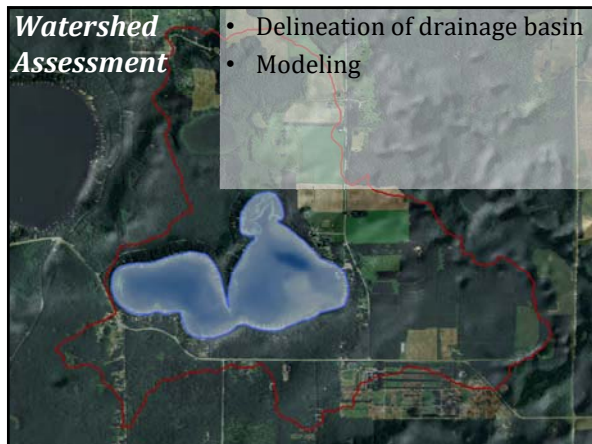 Watershed
Assessment
• Delineation of drainage basin
• Modeling